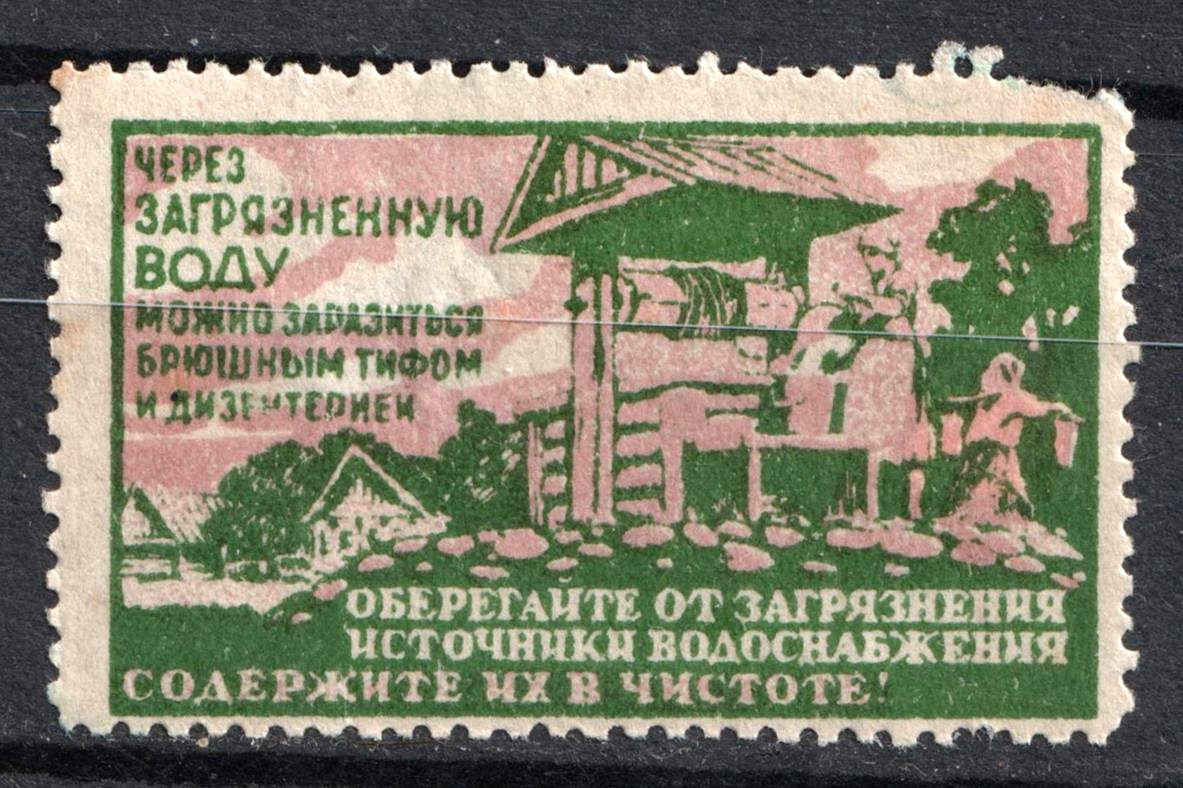 ЧЕРЕЗ
ЗАГРЯЗНЕННУЮ
ВОДУ
МОЖНО ЗАРАЗИТЬСЯ
БРЮШНЫМ ТИФОМ
И ДИЗЕНТЕРИЕЙ
ОБЕРЕГАЙТЕ ОТ ЗАГРЯЗНЕНИЯ
ИСТОЧНИКИ ВОДОСНАБЖЕНИЯ
СОДЕРЖИТЕ ИХ В ЧИСТОТЕ!